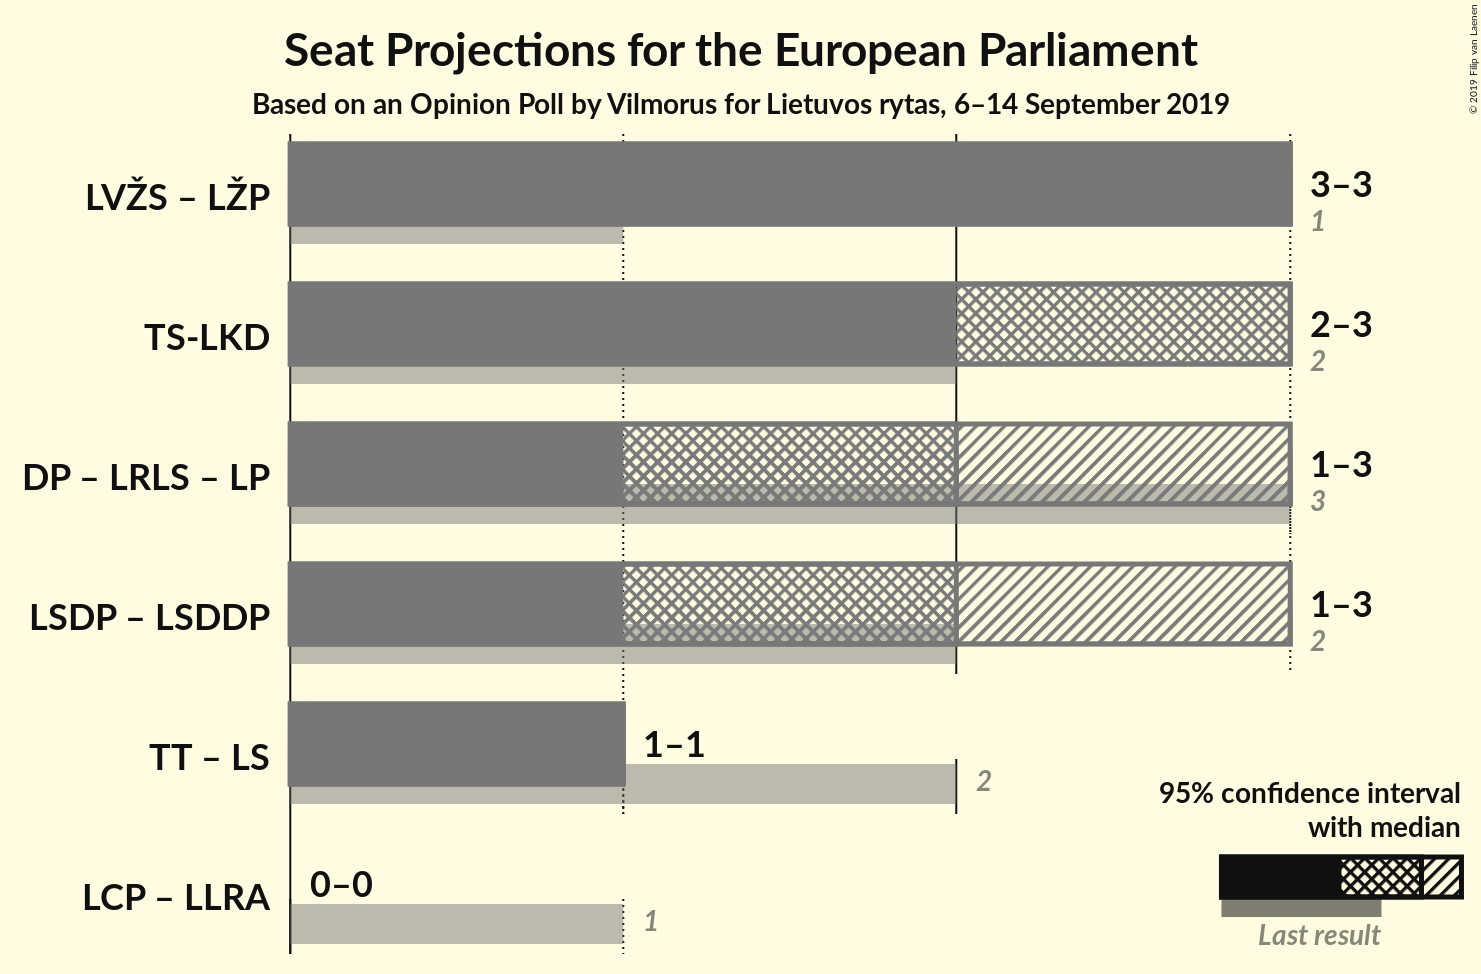 Seat Projections for the European Parliament
Based on an Opinion Poll by Vilmorus for Lietuvos rytas, 6–14 September 2019
© 2019 Filip van Laenen
LVŽS – LŽP
3–3
1
TS-LKD
2–3
2
DP – LRLS – LP
1–3
3
LSDP – LSDDP
1–3
2
TT – LS
1–1
2
LCP – LLRA
0–0
1
95% confidence interval
with median
Last result